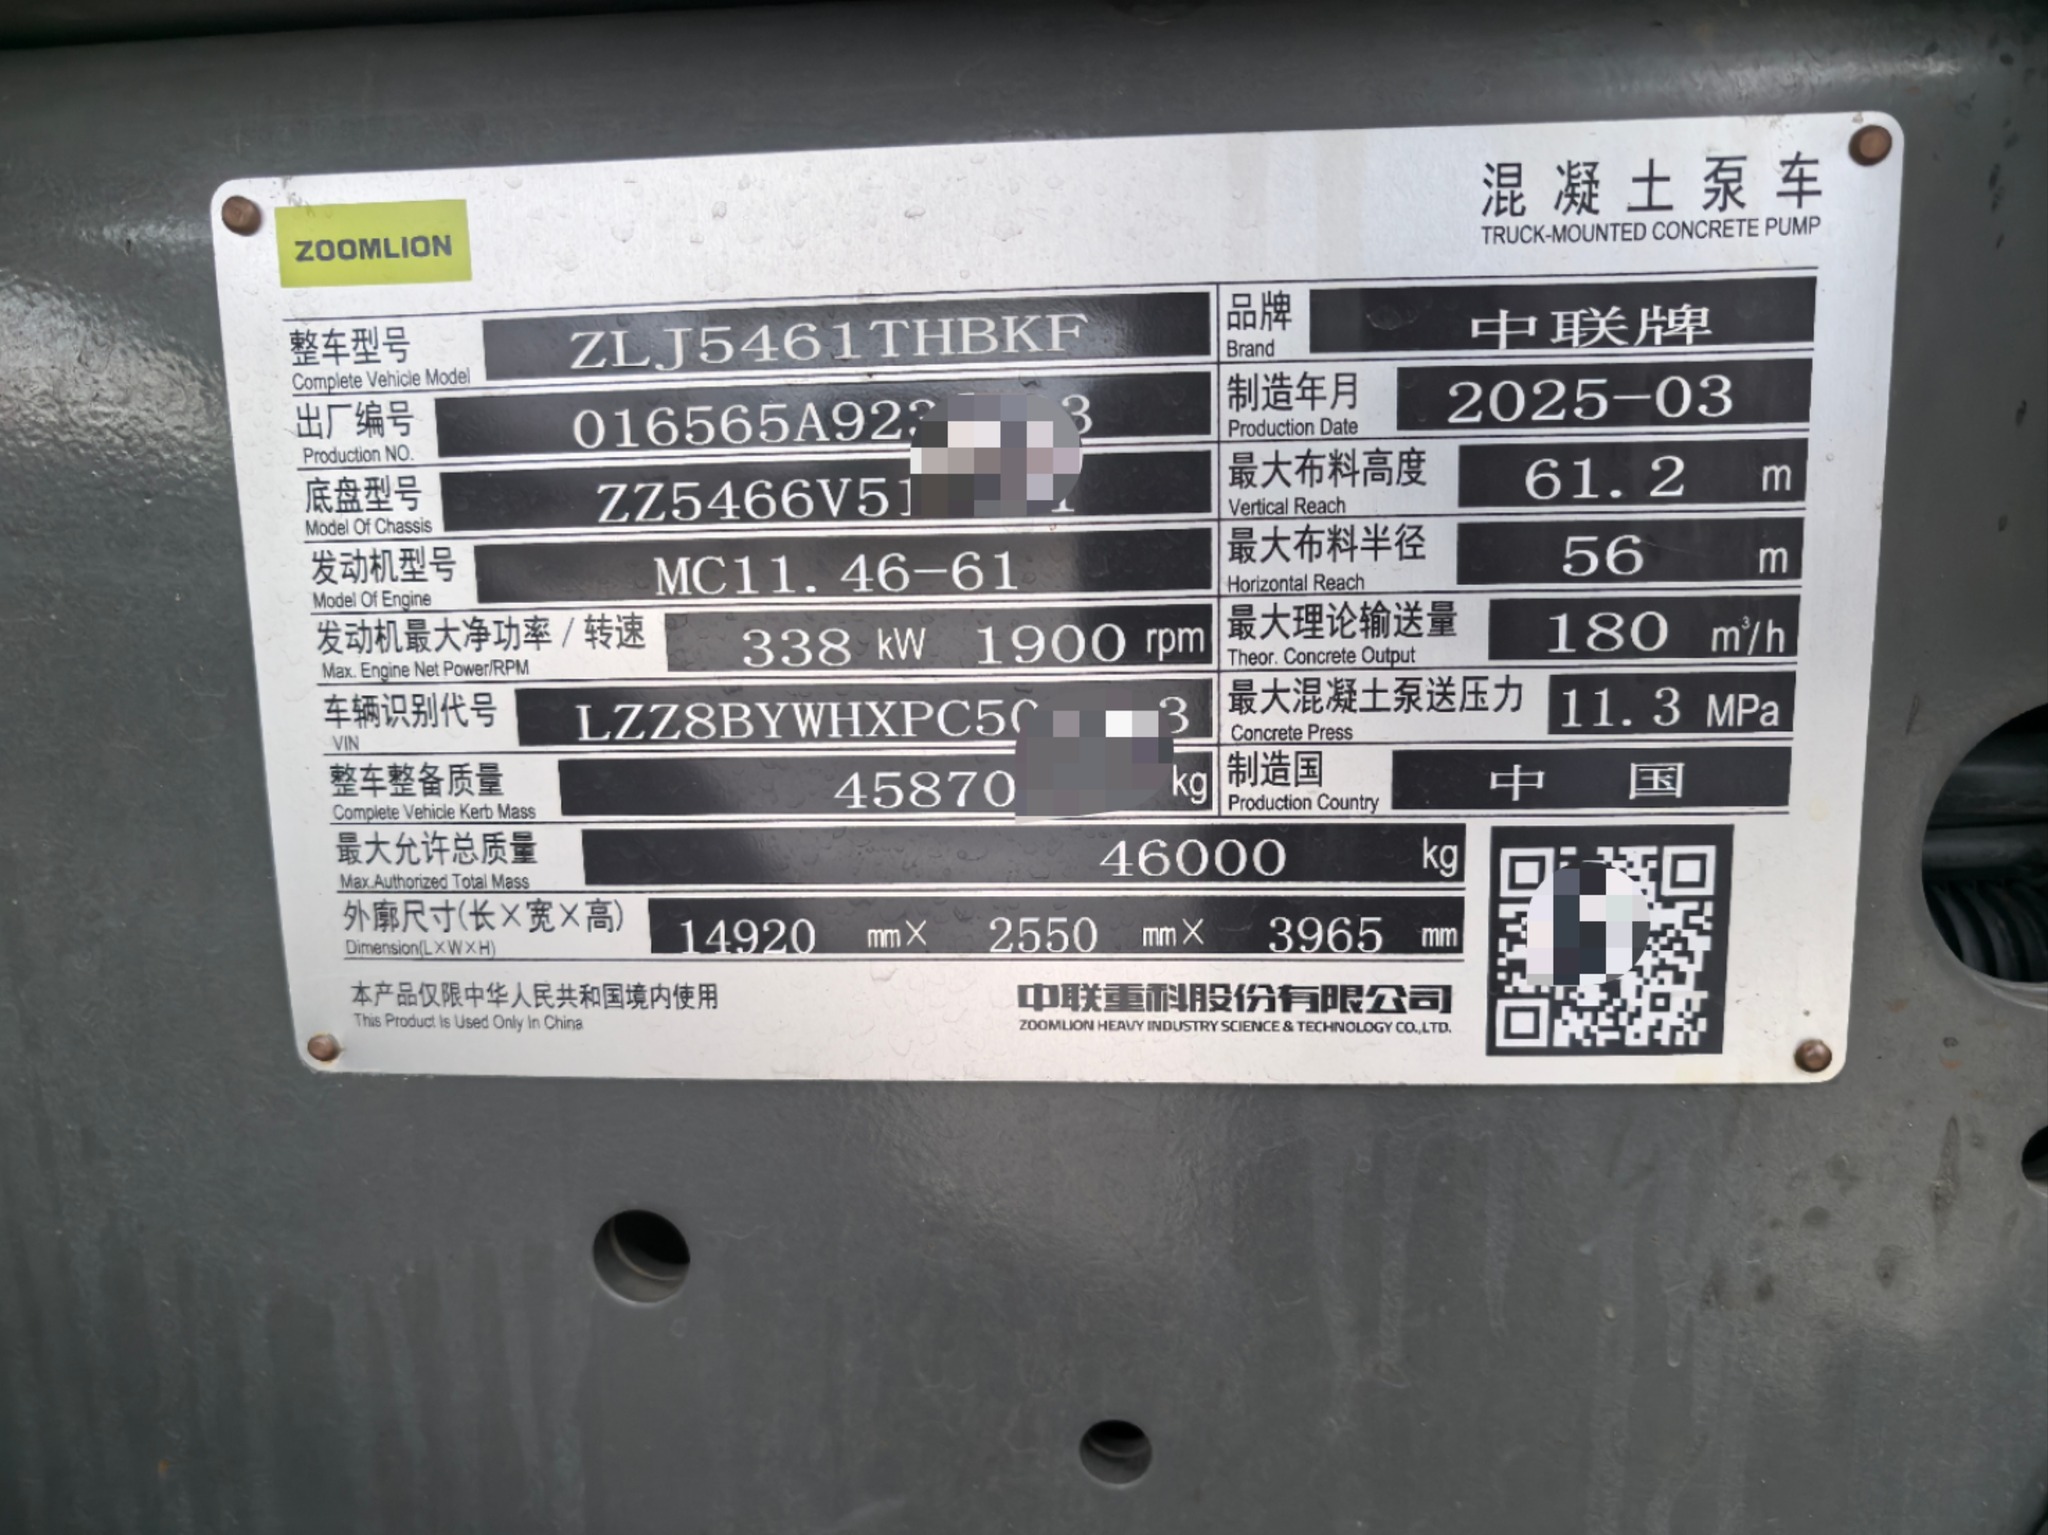 ZOOMLION
混凝土泵车
TRUCK-MOUNTED CONCRETE PUMP
整车型号 ZLJ5461THBKF
Complete Vehicle Model
品牌 中联牌
Brand
出厂编号
Production NO.
制造年月 2025-03
Production Date
底盘型号
Model Of Chassis
最大布料高度 61.2 m
Vertical Reach
发动机型号 MC11.46-61
Model Of Engine
最大布料半径 56 m
Horizontal Reach
发动机最大净功率 / 转速 338 kW 1900 rpm
Max. Engine Net Power/RPM
最大理论输送量 180 m³/h
Theor. Concrete Output
车辆识别代号
VIN
最大混凝土泵送压力 11.3 MPa
Concrete Press
整车整备质量 45870 kg
Complete Vehicle Kerb Mass
制造国 中国
Production Country
最大允许总质量 46000 kg
Max.Authorized Total Mass
外廓尺寸(长×宽×高) 14920 mm× 2550 mm× 3965 mm
Dimension(L×W×H)
本产品仅限中华人民共和国境内使用
This Product Is Used Only In China
中联重科股份有限公司
ZOOMLION HEAVY INDUSTRY SCIENCE & TECHNOLOGY CO.,LTD.